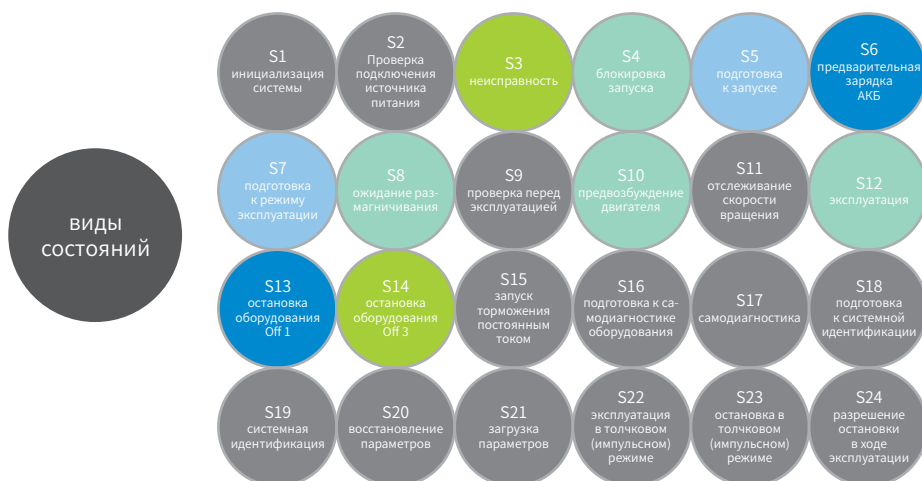 виды
состояний
S1
инициализация
системы
S2
Проверка
подключения
источника
питания
S3
неисправность
S4
блокировка
запуска
S5
подготовка
к запуске
S6
предварительная
зарядка
АКБ
S7
подготовка
к режиму
эксплуатации
S8
ожидание раз-
магничивания
S9
проверка перед
эксплуатацией
S10
предвозбуждение
двигателя
S11
отслеживание
скорости
вращения
S12
эксплуатация
S13
остановка
оборудования
Off 1
S14
остановка
оборудования
Off 3
S15
запуск
торможения
постоянным
током
S16
подготовка к са-
модиагностике
оборудования
S17
самодиагностика
S18
подготовка
к системной
идентификации
S19
системная
идентификация
S20
восстановление
параметров
S21
загрузка
параметров
S22
эксплуатация
в толчковом
(импульсном)
режиме
S23
остановка в
толчковом
(импульсном)
режиме
S24
разрешение
остановки
в ходе
эксплуатации